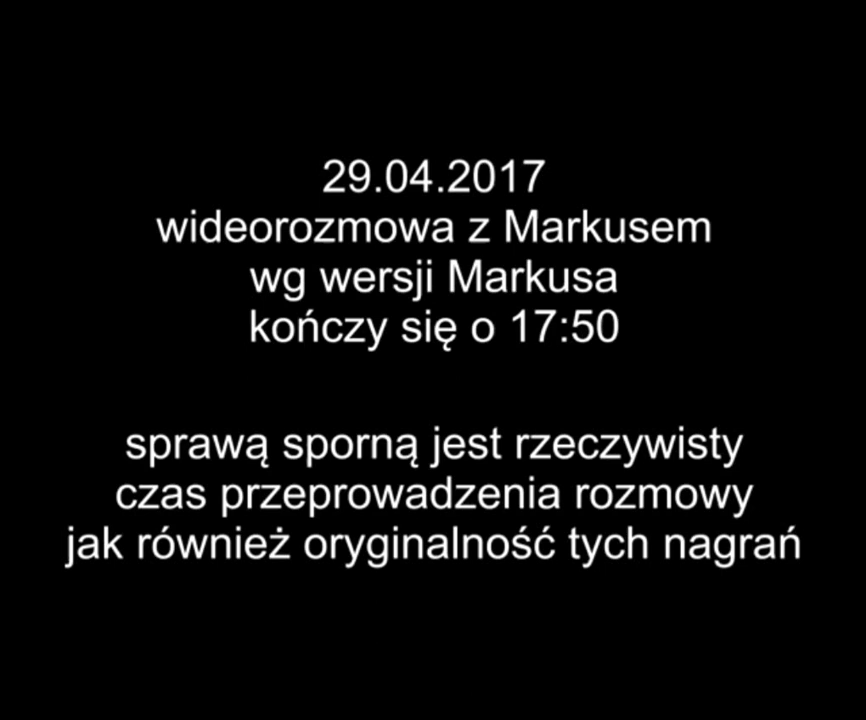 29.04.2017
wideorozmowa z Markusem
wg wersji Markusa
kończy się o 17:50
sprawą sporną jest rzeczywisty
czas przeprowadzenia rozmowy
jak również oryginalność tych nagrań